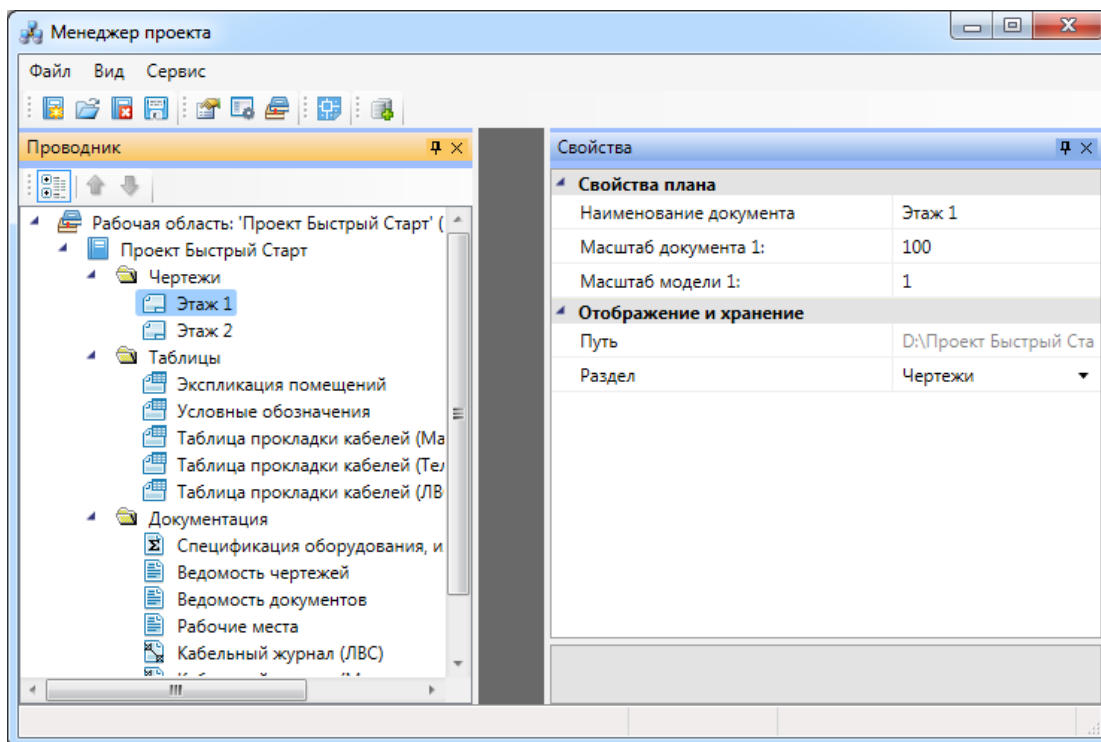 Менеджер проекта
Файл Вид Сервис
Проводник
Рабочая область: 'Проект Быстрый Старт' (
Проект Быстрый Старт
Чертежи
Этаж 1
Этаж 2
Таблицы
Экспликация помещений
Условные обозначения
Таблица прокладки кабелей (Ма
Таблица прокладки кабелей (Тел
Таблица прокладки кабелей (ЛВ
Документация
Спецификация оборудования, и
Ведомость чертежей
Ведомость документов
Рабочие места
Кабельный журнал (ЛВС)
Свойства
Свойства плана
Наименование документа Этаж 1
Масштаб документа 1: 100
Масштаб модели 1: 1
Отображение и хранение
Путь D:\Проект Быстрый Ста
Раздел Чертежи